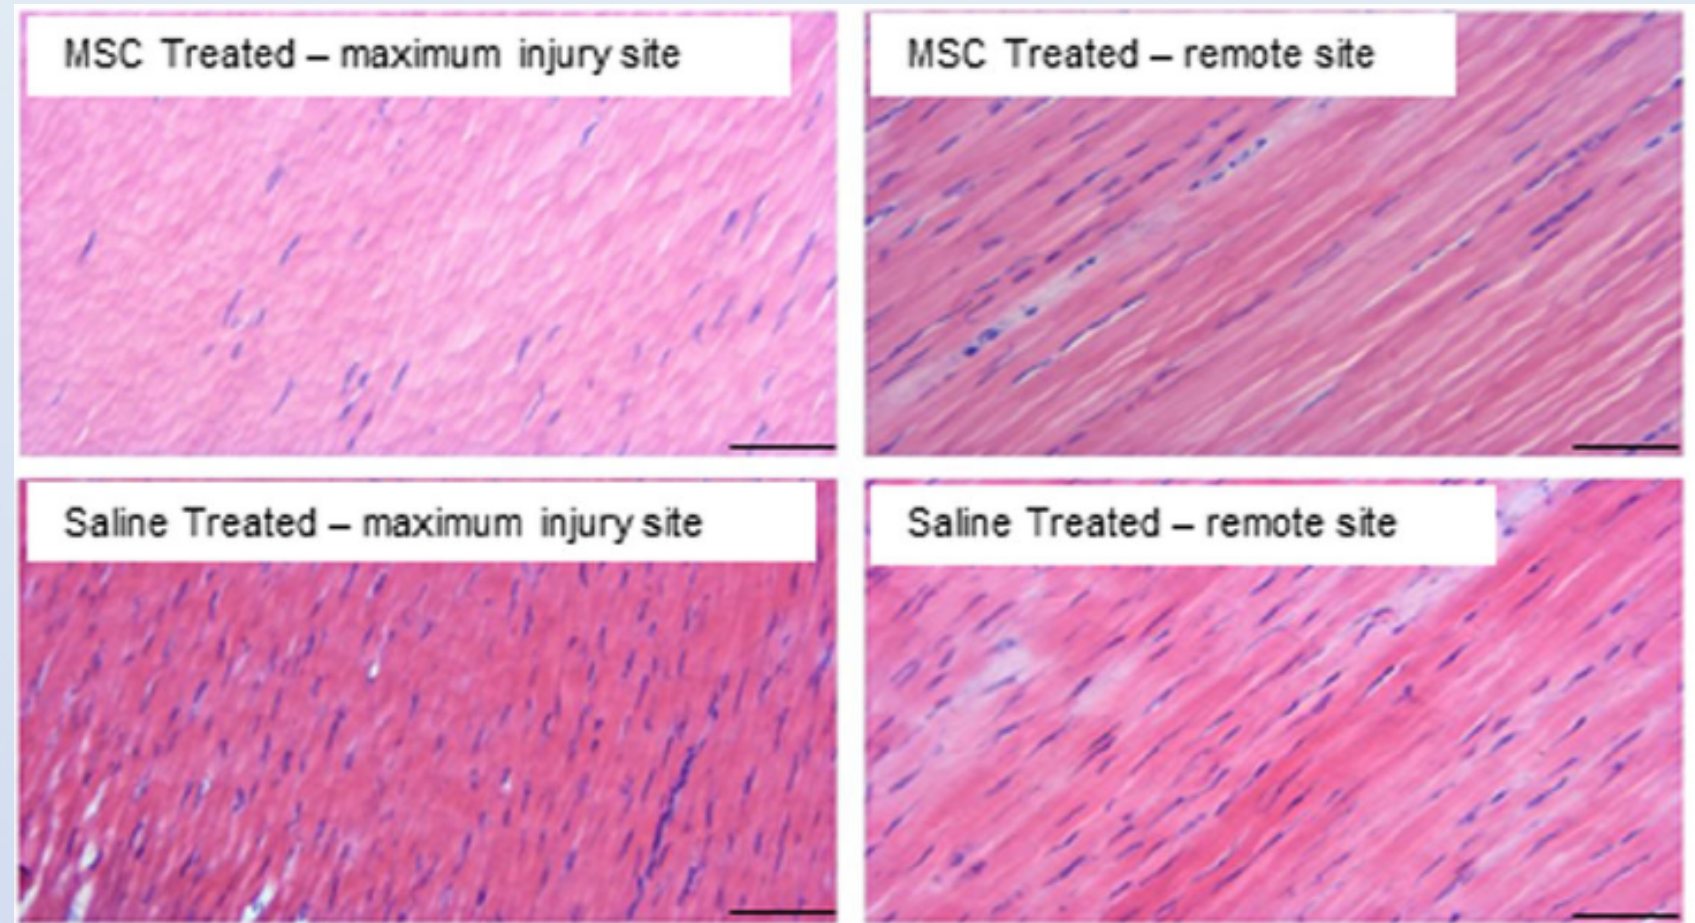 MSC Treated – maximum injury site
MSC Treated – remote site
Saline Treated – maximum injury site
Saline Treated – remote site